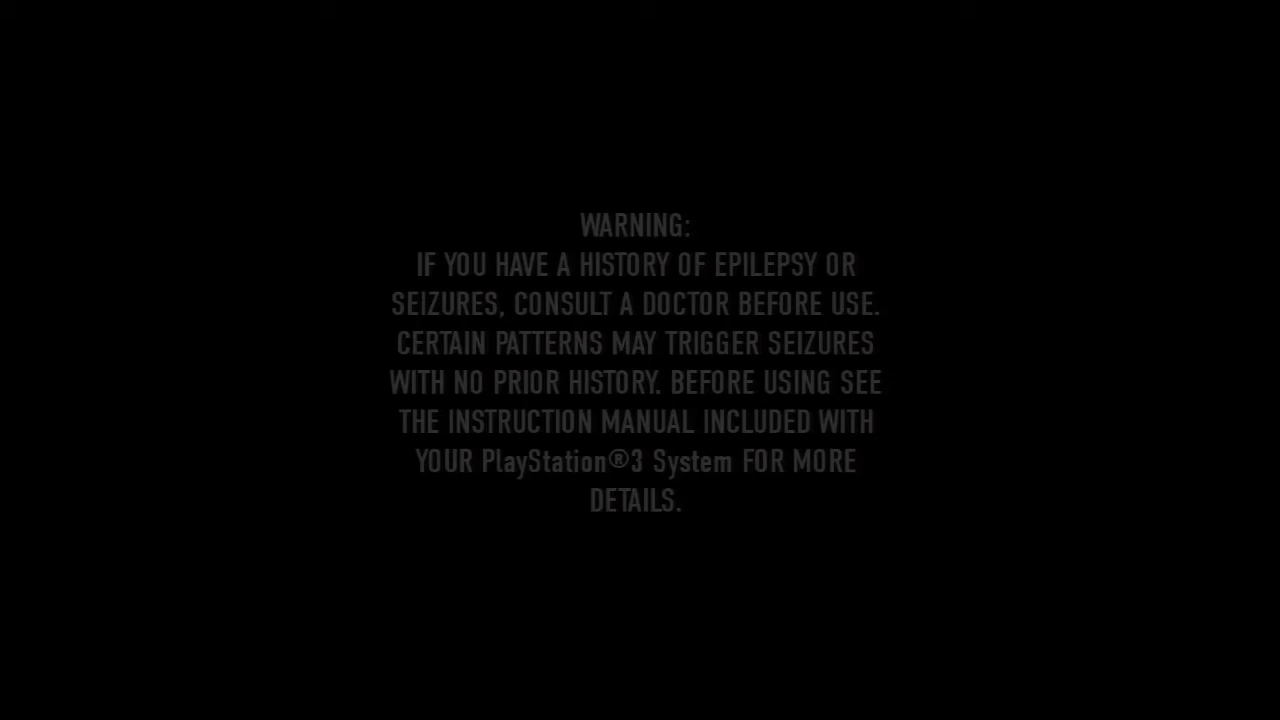 WARNING:
IF YOU HAVE A HISTORY OF EPILEPSY OR
SEIZURES, CONSULT A DOCTOR BEFORE USE.
CERTAIN PATTERNS MAY TRIGGER SEIZURES
WITH NO PRIOR HISTORY. BEFORE USING SEE
THE INSTRUCTION MANUAL INCLUDED WITH
YOUR PlayStation®3 System FOR MORE
DETAILS.